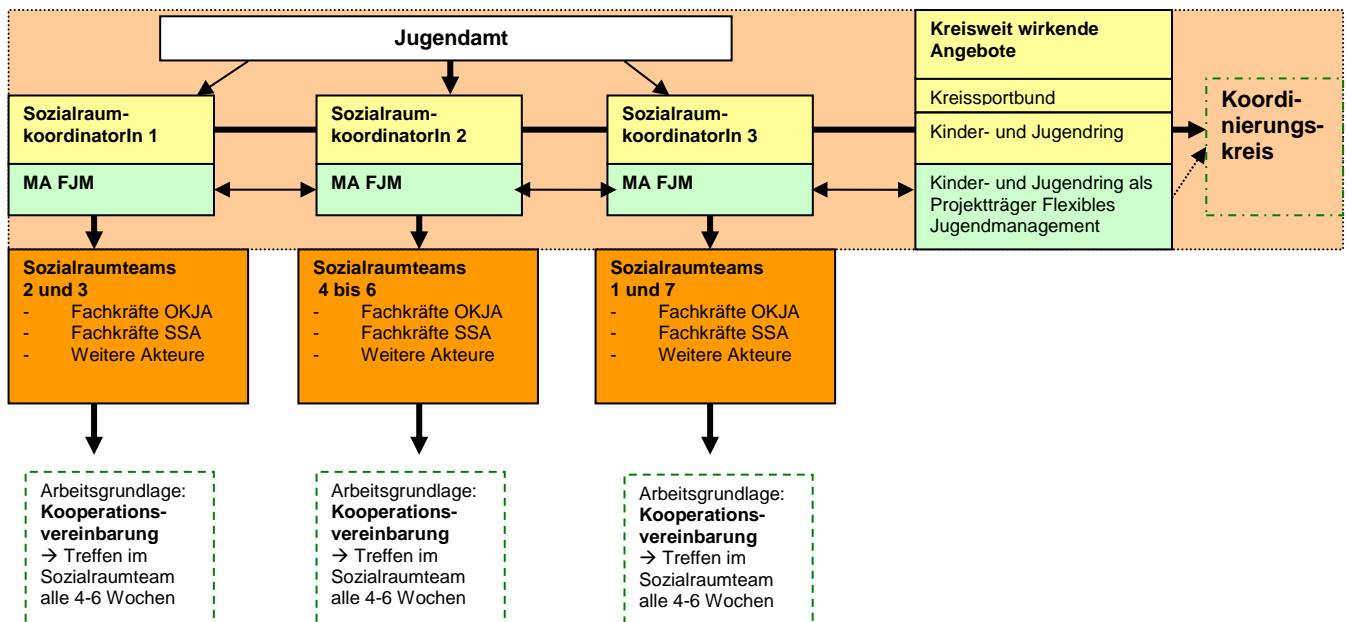 Jugendamt
Kreisweit wirkende
Angebote
Kreissportbund
Kinder- und Jugendring
Kinder- und Jugendring als
Projektträger Flexibles
Jugendmanagement
Koordi-
nierungs-
kreis
Sozialraum-
koordinatorIn 1
MA FJM
Sozialraum-
koordinatorIn 2
MA FJM
Sozialraum-
koordinatorIn 3
MA FJM
Sozialraumteams
2 und 3
- Fachkräfte OKJA
- Fachkräfte SSA
- Weitere Akteure
Sozialraumteams
4 bis 6
- Fachkräfte OKJA
- Fachkräfte SSA
- Weitere Akteure
Sozialraumteams
1 und 7
- Fachkräfte OKJA
- Fachkräfte SSA
- Weitere Akteure
Arbeitsgrundlage:
Kooperations-
vereinbarung
→ Treffen im
Sozialraumteam
alle 4-6 Wochen
Arbeitsgrundlage:
Kooperations-
vereinbarung
→ Treffen im
Sozialraumteam
alle 4-6 Wochen
Arbeitsgrundlage:
Kooperations-
vereinbarung
→ Treffen im
Sozialraumteam
alle 4-6 Wochen